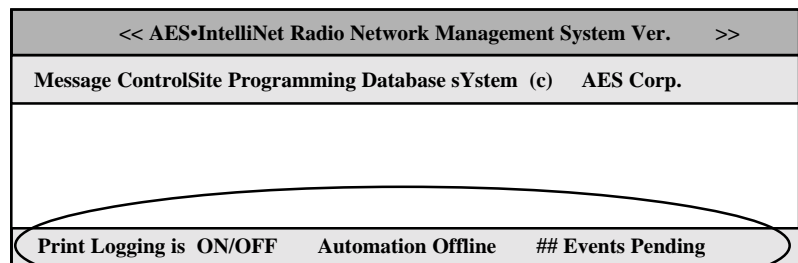 << AES•IntelliNet Radio Network Management System Ver. >>
Message ControlSite Programming Database sYstem (c) AES Corp.
Print Logging is ON/OFF Automation Offline ## Events Pending